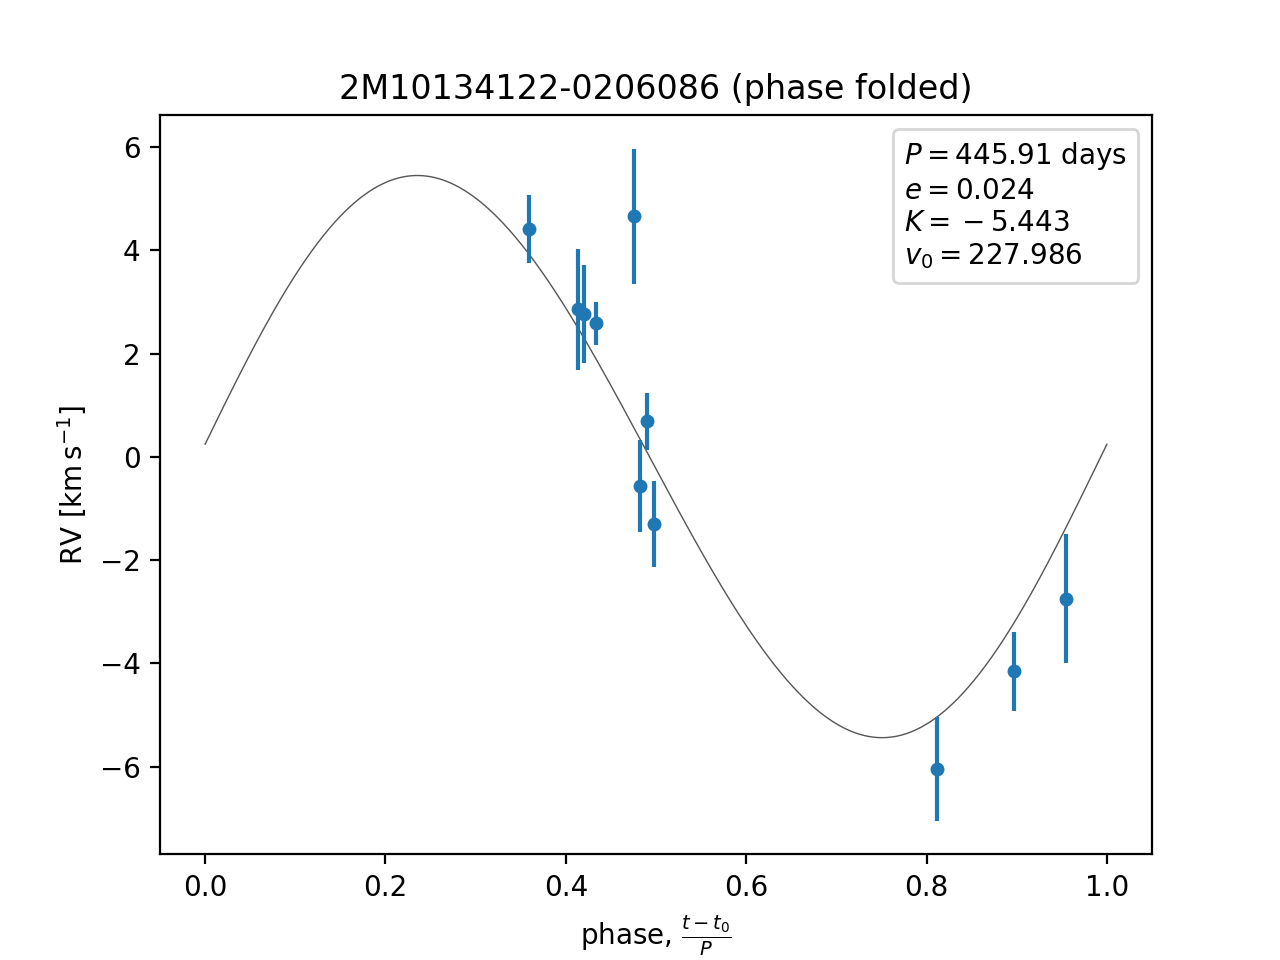 2M10134122-0206086 (phase folded)
P = 445.91 days
e = 0.024
K = −5.443
v₀ = 227.986
6
4
2
0
−2
−4
−6
RV [km s⁻¹]
0.0 0.2 0.4 0.6 0.8 1.0
phase, (t − t₀)/P